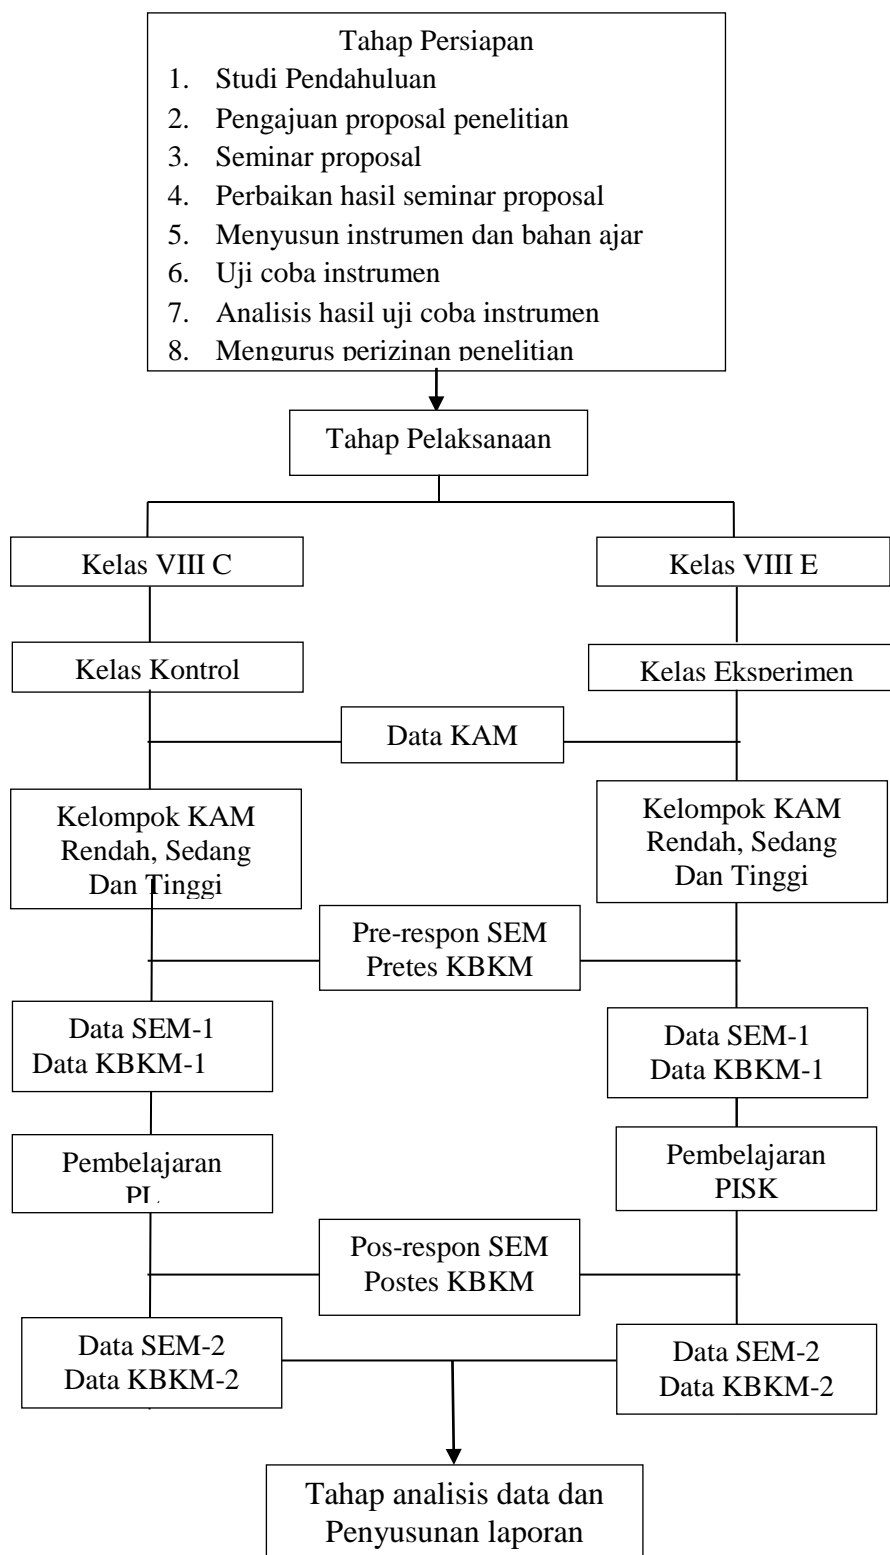 Tahap Persiapan
1. Studi Pendahuluan
2. Pengajuan proposal penelitian
3. Seminar proposal
4. Perbaikan hasil seminar proposal
5. Menyusun instrumen dan bahan ajar
6. Uji coba instrumen
7. Analisis hasil uji coba instrumen
8. Mengurus perizinan penelitian
Tahap Pelaksanaan
Kelas VIII C
Kelas VIII E
Kelas Kontrol
Kelas Eksperimen
Data KAM
Kelompok KAM
Rendah, Sedang
Dan Tinggi
Kelompok KAM
Rendah, Sedang
Dan Tinggi
Pre-respon SEM
Pretes KBKM
Data SEM-1
Data KBKM-1
Data SEM-1
Data KBKM-1
Pembelajaran
PL
Pembelajaran
PISK
Pos-respon SEM
Postes KBKM
Data SEM-2
Data KBKM-2
Data SEM-2
Data KBKM-2
Tahap analisis data dan
Penyusunan laporan